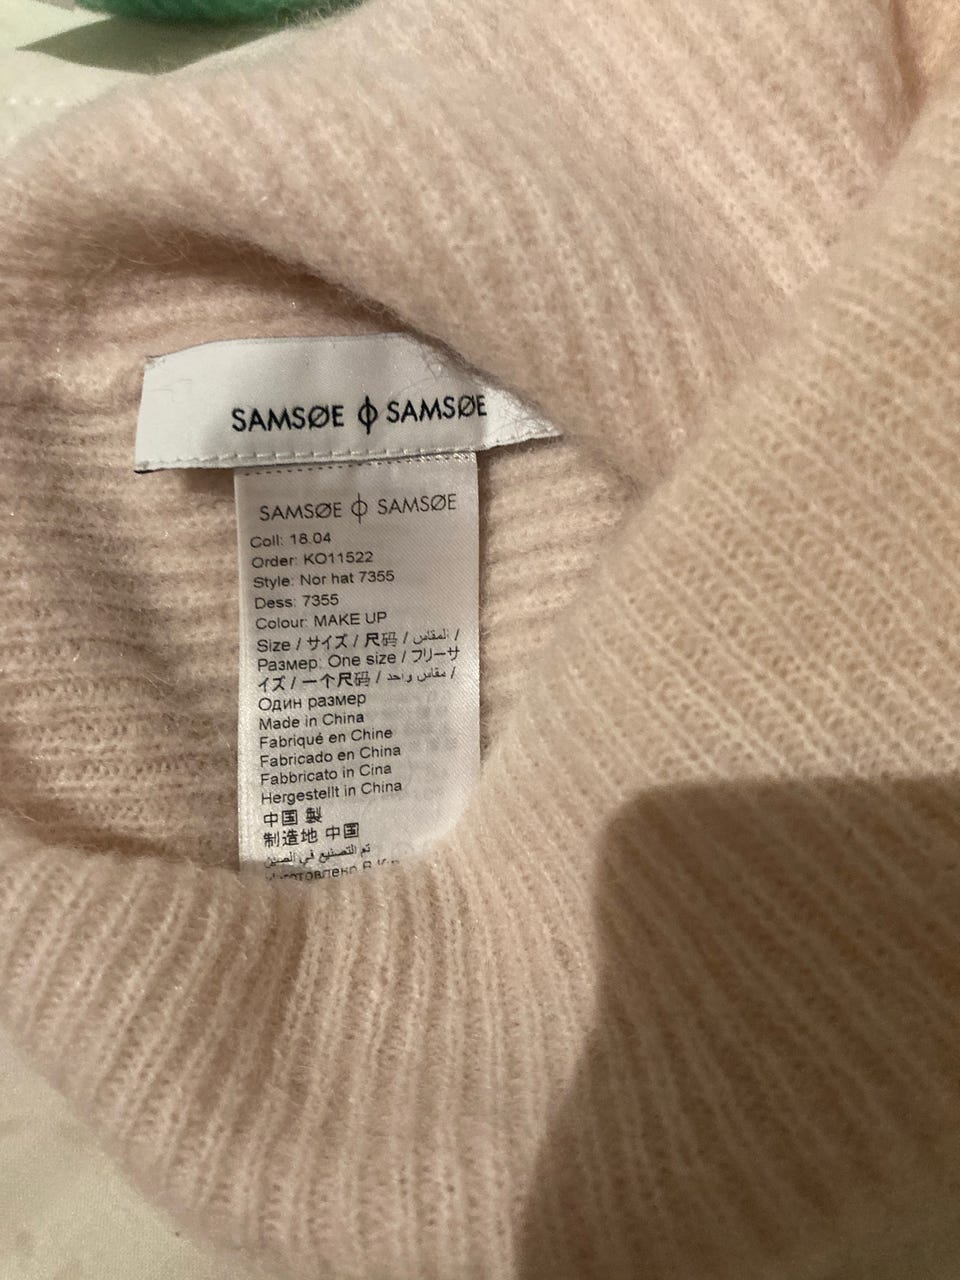 SAMSØE ϕ SAMSØE
SAMSØE ϕ SAMSØE
Coll: 18.04
Order: KO11522
Style: Nor hat 7355
Dess: 7355
Colour: MAKE UP
Size / サイズ / 尺码 / المقاس /
Размер: One size / フリーサ
イズ / 一个尺码 / مقاس واحد /
Один размер
Made in China
Fabriqué en Chine
Fabricado en China
Fabbricato in Cina
Hergestellt in China
中国 製
制造地 中国
تم التصنيع في الصين